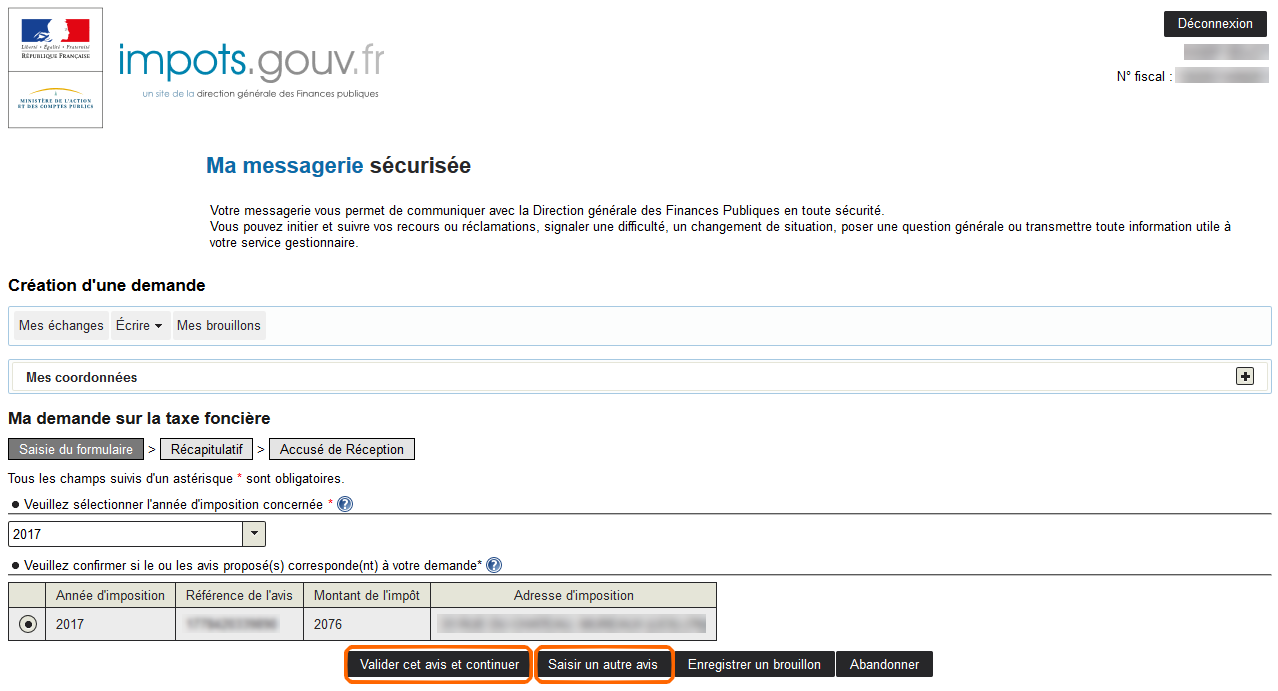 Déconnexion
Liberté • Égalité • Fraternité
RÉPUBLIQUE FRANÇAISE
impots.gouv.fr
N° fiscal :
MINISTÈRE DE L'ACTION
ET DES COMPTES PUBLICS
un site de la direction générale des Finances publiques
Ma messagerie sécurisée
Votre messagerie vous permet de communiquer avec la Direction générale des Finances Publiques en toute sécurité.
Vous pouvez initier et suivre vos recours ou réclamations, signaler une difficulté, un changement de situation, poser une question générale ou transmettre toute information utile à
votre service gestionnaire.
Création d'une demande
Mes échanges Écrire Mes brouillons
Mes coordonnées
Ma demande sur la taxe foncière
Saisie du formulaire > Récapitulatif > Accusé de Réception
Tous les champs suivis d'un astérisque * sont obligatoires.
● Veuillez sélectionner l'année d'imposition concernée * ?
2017
● Veuillez confirmer si le ou les avis proposé(s) corresponde(nt) à votre demande* ?
Année d'imposition Référence de l'avis Montant de l'impôt Adresse d'imposition
2017 2076
Valider cet avis et continuer Saisir un autre avis Enregistrer un brouillon Abandonner